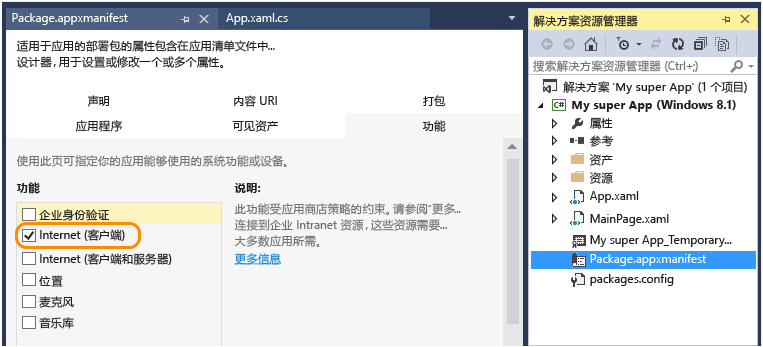 Package.appxmanifest
App.xaml.cs
适用于应用的部署包的属性包含在应用清单文件中...
设计器，用于设置或修改一个或多个属性。
声明
内容 URI
打包
应用程序
可见资产
功能
使用此页可指定你的应用能够使用的系统功能或设备。
功能
企业身份验证
Internet (客户端)
Internet (客户端和服务器)
位置
麦克风
音乐库
说明:
此功能受应用商店策略的约束。请参阅“更多...
连接到企业 Intranet 资源，这些资源需要...
大多数应用所需。
更多信息
解决方案资源管理器
搜索解决方案资源管理器 (Ctrl+;)
解决方案 'My super App' (1 个项目)
C#
My super App (Windows 8.1)
属性
参考
资产
资源
App.xaml
MainPage.xaml
My super App_Temporary...
Package.appxmanifest
packages.config